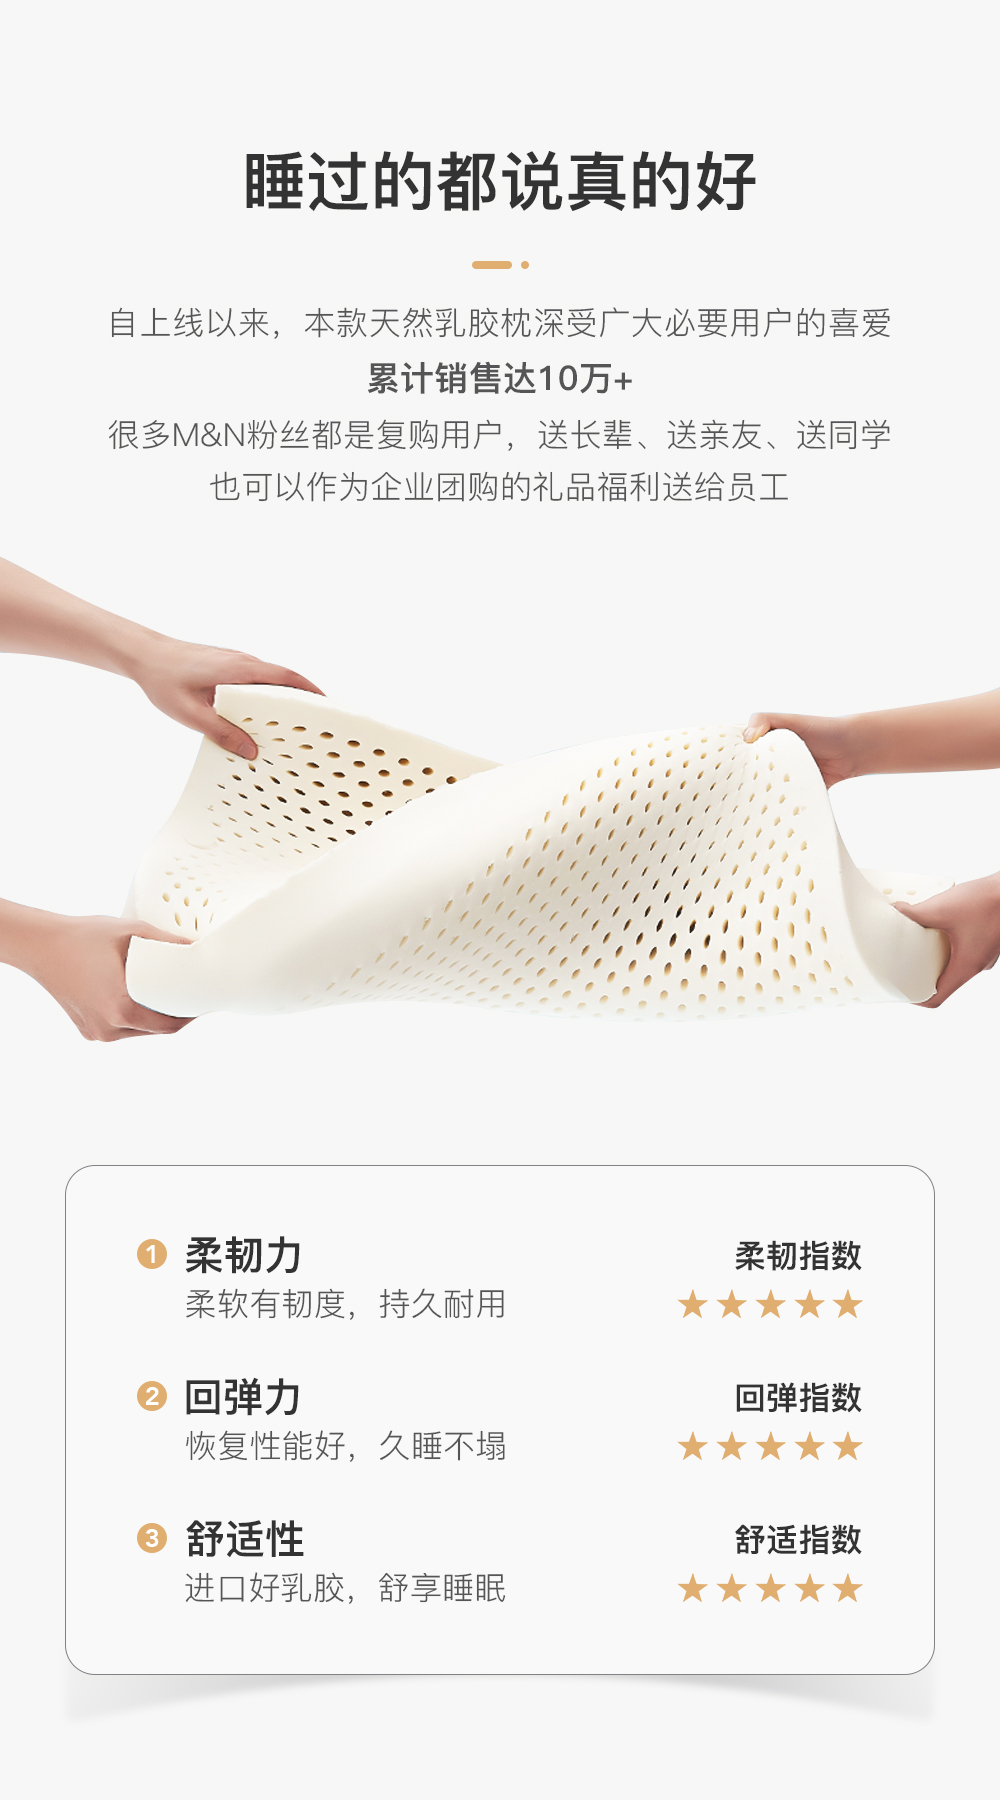 睡过的都说真的好
自上线以来，本款天然乳胶枕深受广大必要用户的喜爱
累计销售达10万+
很多M&N粉丝都是复购用户，送长辈、送亲友、送同学
也可以作为企业团购的礼品福利送给员工
1 柔韧力 柔韧指数
柔软有韧度，持久耐用 ★★★★★
2 回弹力 回弹指数
恢复性能好，久睡不塌 ★★★★★
3 舒适性 舒适指数
进口好乳胶，舒享睡眠 ★★★★★